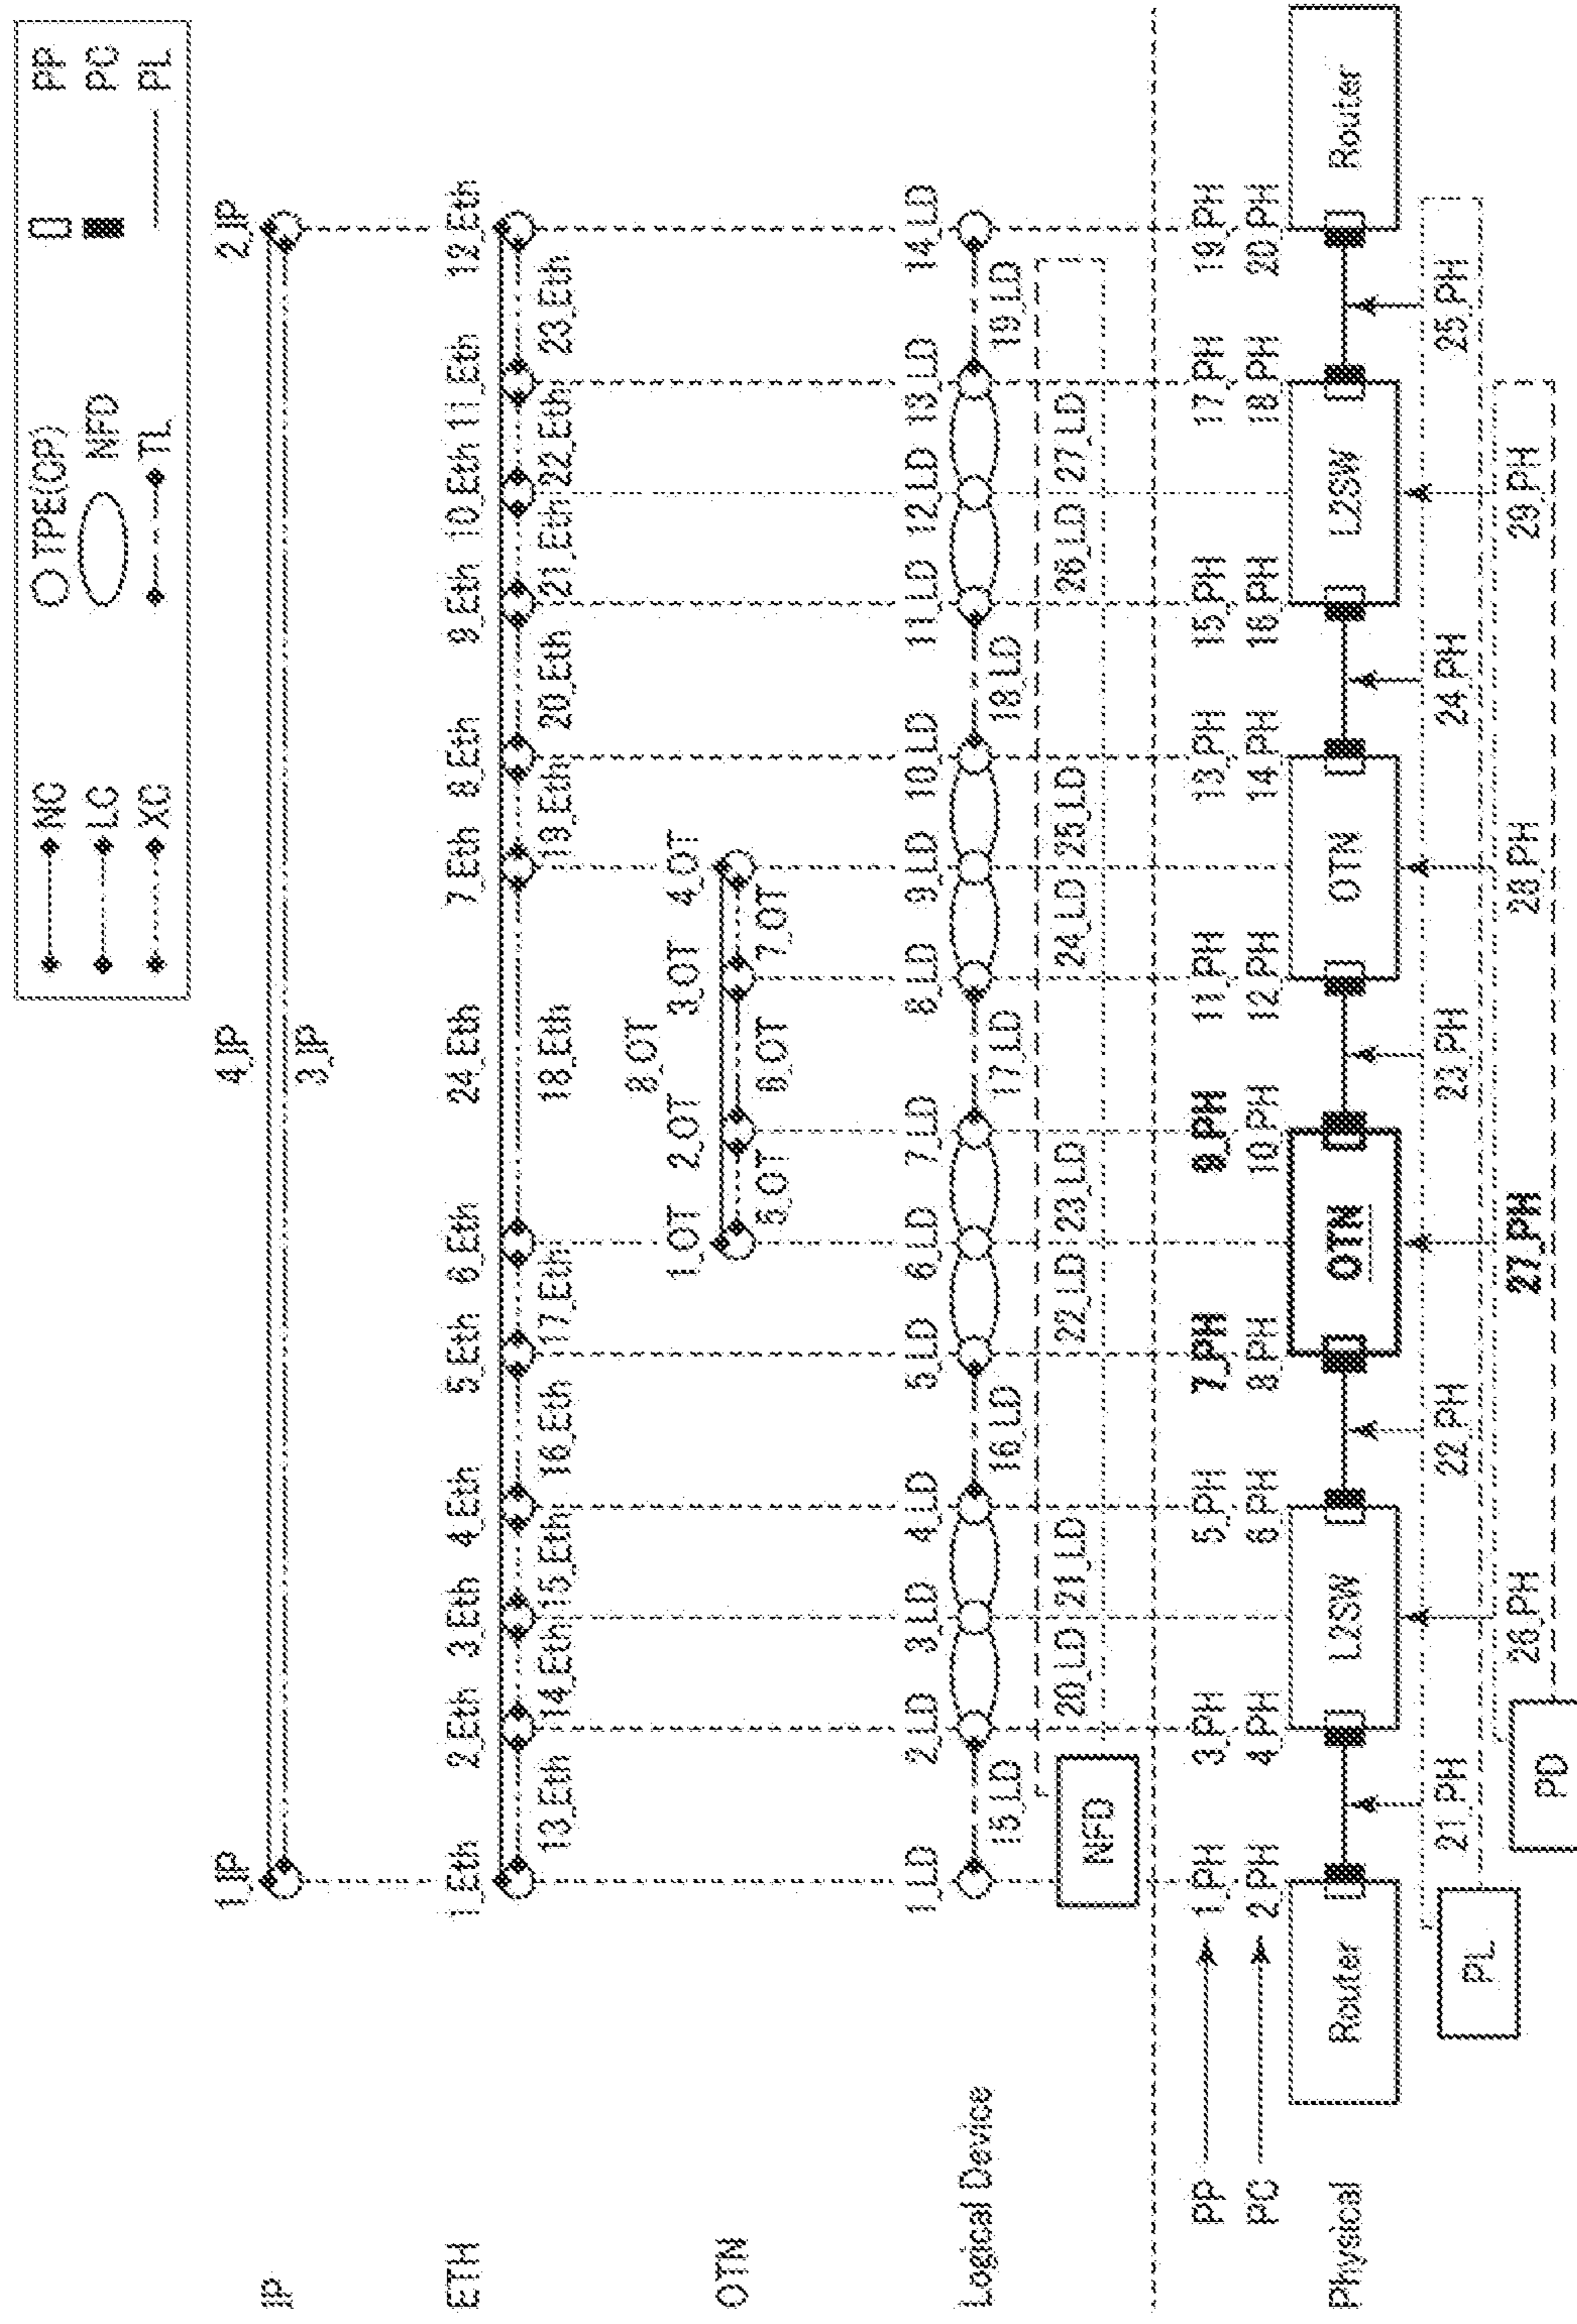 NC TPE(CP) PP
LC NFD PC
XC TL PL
IP
1_IP 4_IP 2_IP
3_IP
ETH
1_Eth 2_Eth 3_Eth 4_Eth 5_Eth 6_Eth 24_Eth 7_Eth 8_Eth 9_Eth 10_Eth 11_Eth 12_Eth
13_Eth 14_Eth 15_Eth 16_Eth 17_Eth 18_Eth 19_Eth 20_Eth 21_Eth 22_Eth 23_Eth
8_OT
OTN
1_OT 2_OT 3_OT 4_OT
5_OT 6_OT 7_OT
Logical Device
1_LD 2_LD 3_LD 4_LD 5_LD 6_LD 7_LD 8_LD 9_LD 10_LD 11_LD 12_LD 13_LD 14_LD
15_LD 16_LD 17_LD 18_LD 19_LD
NFD
20_LD 21_LD 22_LD 23_LD 24_LD 25_LD 26_LD 27_LD
PP 1_PH 3_PH 5_PH 7_PH 9_PH 11_PH 13_PH 15_PH 17_PH 19_PH
PC 2_PH 4_PH 6_PH 8_PH 10_PH 12_PH 14_PH 16_PH 18_PH 20_PH
Physical
Router L2SW OTN OTN L2SW Router
PL
21_PH 22_PH 23_PH 24_PH 25_PH
PD
26_PH 27_PH 28_PH 29_PH